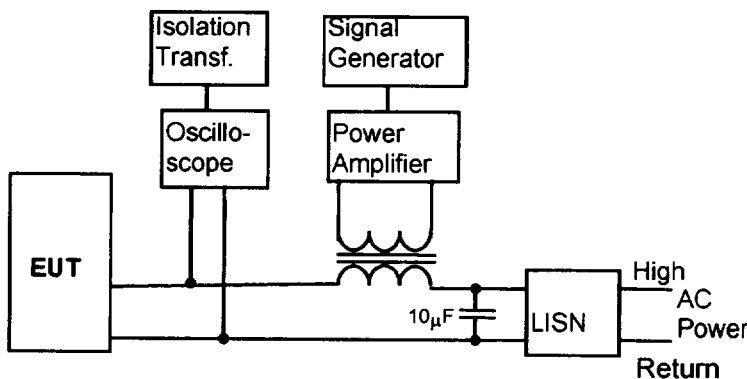 Isolation
Transf.
Signal
Generator
Oscillo-
scope
Power
Amplifier
EUT
10μF
LISN
High
AC
Power
Return